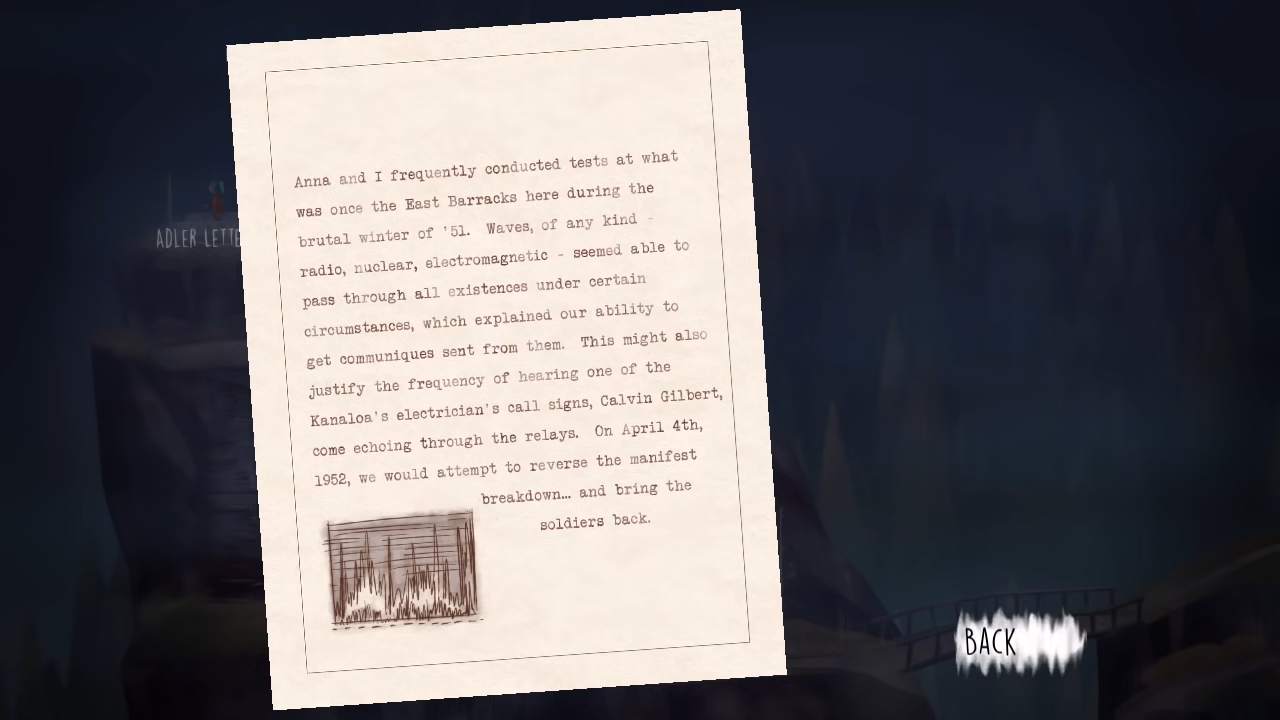 Anna and I frequently conducted tests at what
was once the East Barracks here during the
brutal winter of '51.  Waves, of any kind -
radio, nuclear, electromagnetic - seemed able to
pass through all existences under certain
circumstances, which explained our ability to
get communiques sent from them.  This might also
justify the frequency of hearing one of the
Kanaloa's electrician's call signs, Calvin Gilbert,
come echoing through the relays.  On April 4th,
1952, we would attempt to reverse the manifest
breakdown… and bring the
soldiers back.
ADLER LETTE
BACK